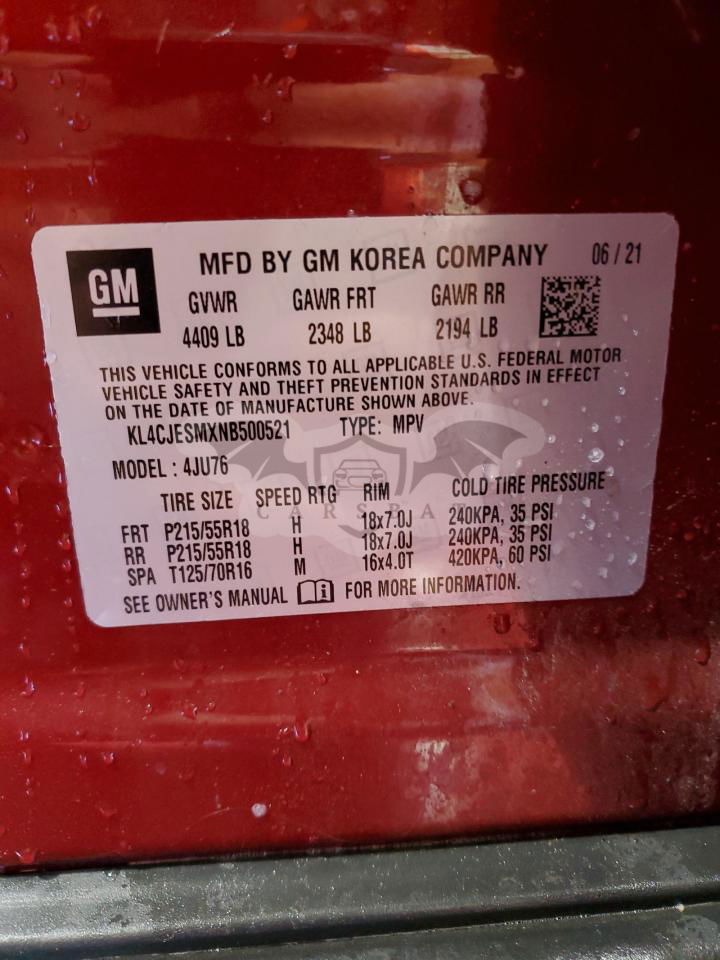 GM
MFD BY GM KOREA COMPANY 06 / 21
GVWR GAWR FRT GAWR RR
4409 LB 2348 LB 2194 LB
THIS VEHICLE CONFORMS TO ALL APPLICABLE U.S. FEDERAL MOTOR
VEHICLE SAFETY AND THEFT PREVENTION STANDARDS IN EFFECT
ON THE DATE OF MANUFACTURE SHOWN ABOVE.
KL4CJESMXNB500521 TYPE: MPV
MODEL : 4JU76
TIRE SIZE SPEED RTG RIM COLD TIRE PRESSURE
FRT P215/55R18 H 18x7.0J 240KPA, 35 PSI
RR P215/55R18 H 18x7.0J 240KPA, 35 PSI
SPA T125/70R16 M 16x4.0T 420KPA, 60 PSI
SEE OWNER'S MANUAL FOR MORE INFORMATION.